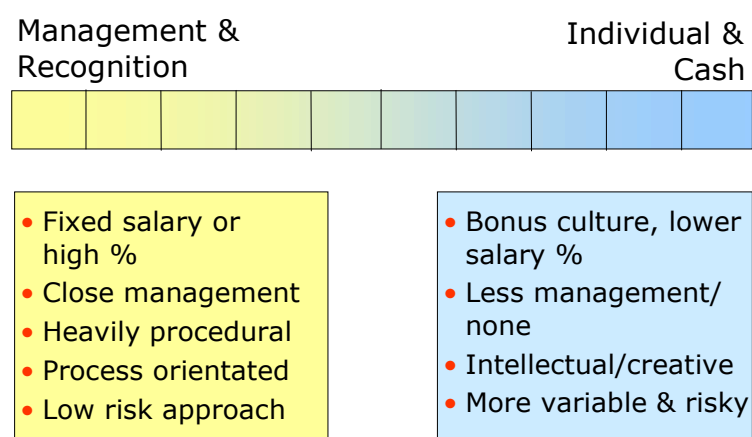 Management &
Recognition
Individual &
Cash
• Fixed salary or
high %
• Close management
• Heavily procedural
• Process orientated
• Low risk approach
• Bonus culture, lower
salary %
• Less management/
none
• Intellectual/creative
• More variable & risky